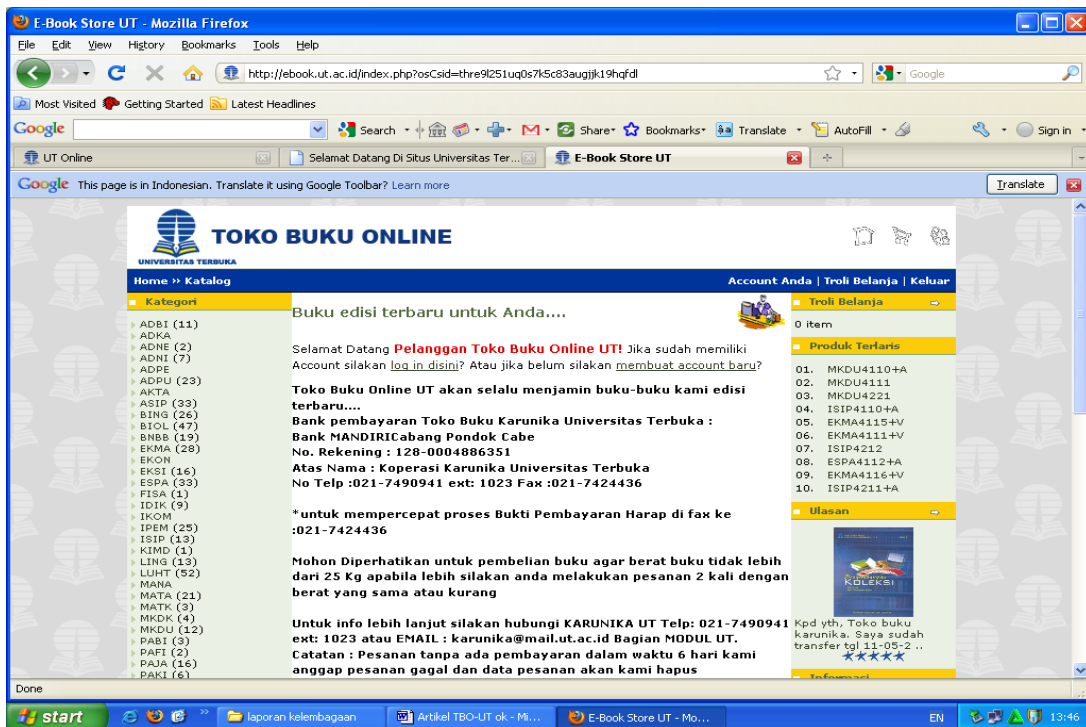 E-Book Store UT - Mozilla Firefox
File Edit View History Bookmarks Tools Help
http://ebook.ut.ac.id/index.php?osCsid=thre9l251uq0s7k5c83augjjk19hqfdl
Google
Most Visited Getting Started Latest Headlines
Google Search Share Bookmarks Translate AutoFill Sign in
UT Online
Selamat Datang Di Situs Universitas Ter...
E-Book Store UT
Google This page is in Indonesian. Translate it using Google Toolbar? Learn more Translate
UNIVERSITAS TERBUKA
TOKO BUKU ONLINE
Home >> Katalog
Account Anda | Troli Belanja | Keluar
Kategori
ADBI (11)
ADKA
ADNE (2)
ADNI (7)
ADPE
ADPU (23)
AKTA
ASIP (33)
BING (26)
BIOL (47)
BNBB (19)
EKMA (28)
EKON
EKSI (16)
ESPA (33)
FISA (1)
IDIK (9)
IKOM
IPEM (25)
ISIP (13)
KIMD (1)
LING (13)
LUHT (52)
MANA
MATA (21)
MATK (3)
MKDK (4)
MKDU (12)
PABI (3)
PAFI (2)
PAJA (16)
PAKI (6)
Buku edisi terbaru untuk Anda....
Selamat Datang Pelanggan Toko Buku Online UT! Jika sudah memiliki
Account silakan log in disini? Atau jika belum silakan membuat account baru?
Toko Buku Online UT akan selalu menjamin buku-buku kami edisi
terbaru....
Bank pembayaran Toko Buku Karunika Universitas Terbuka :
Bank MANDIRICabang Pondok Cabe
No. Rekening : 128-0004886351
Atas Nama : Koperasi Karunika Universitas Terbuka
No Telp :021-7490941 ext: 1023 Fax :021-7424436
*untuk mempercepat proses Bukti Pembayaran Harap di fax ke
:021-7424436
Mohon Diperhatikan untuk pembelian buku agar berat buku tidak lebih
dari 25 Kg apabila lebih silakan anda melakukan pesanan 2 kali dengan
berat yang sama atau kurang
Untuk info lebih lanjut silakan hubungi KARUNIKA UT Telp: 021-7490941
ext: 1023 atau EMAIL : karunika@mail.ut.ac.id Bagian MODUL UT.
Catatan : Pesanan tanpa ada pembayaran dalam waktu 6 hari kami
anggap pesanan gagal dan data pesanan akan kami hapus
Troli Belanja
0 item
Produk Terlaris
01. MKDU4110+A
02. MKDU4111
03. MKDU4221
04. ISIP4110+A
05. EKMA4115+V
06. EKMA4111+V
07. ISIP4212
08. ESPA4112+A
09. EKMA4116+V
10. ISIP4211+A
Ulasan
KOLEKSI
Kpd yth, Toko buku
karunika. Saya sudah
transfer tgl 11-05-2 ..
Informasi
Done
start
laporan kelembagaan
Artikel TBO-UT ok - Mi...
E-Book Store UT - Mo...
EN
13:46